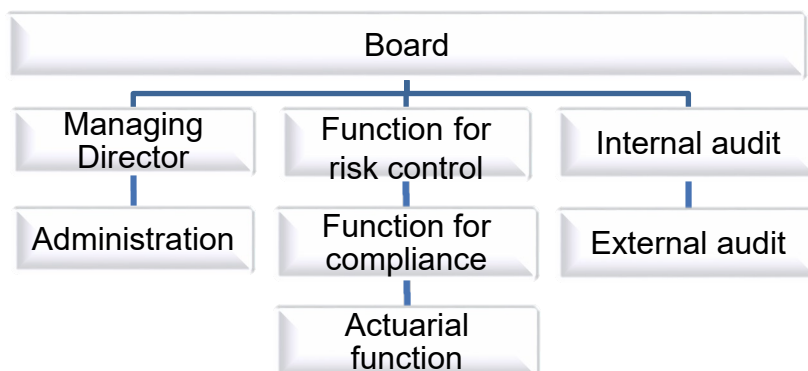 Board
Managing
Director
Function for
risk control
Internal audit
Administration
Function for
compliance
External audit
Actuarial
function